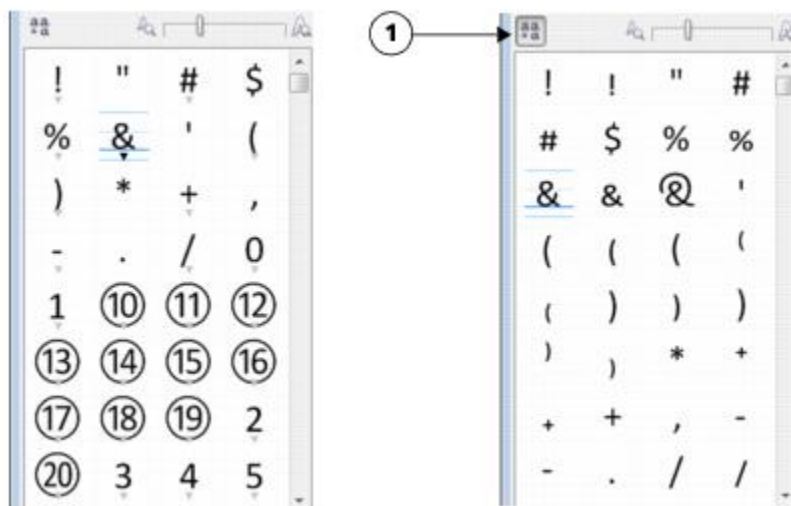 ! " # $
% & ' (
) * + ,
- . / 0
1 ⑩ ⑪ ⑫
⑬ ⑭ ⑮ ⑯
⑰ ⑱ ⑲ 2
⑳ 3 4 5
①
! ! " #
# $ % %
& & & '
( ( ( (
( ) ) )
) ) * +
+ + , -
- . / /